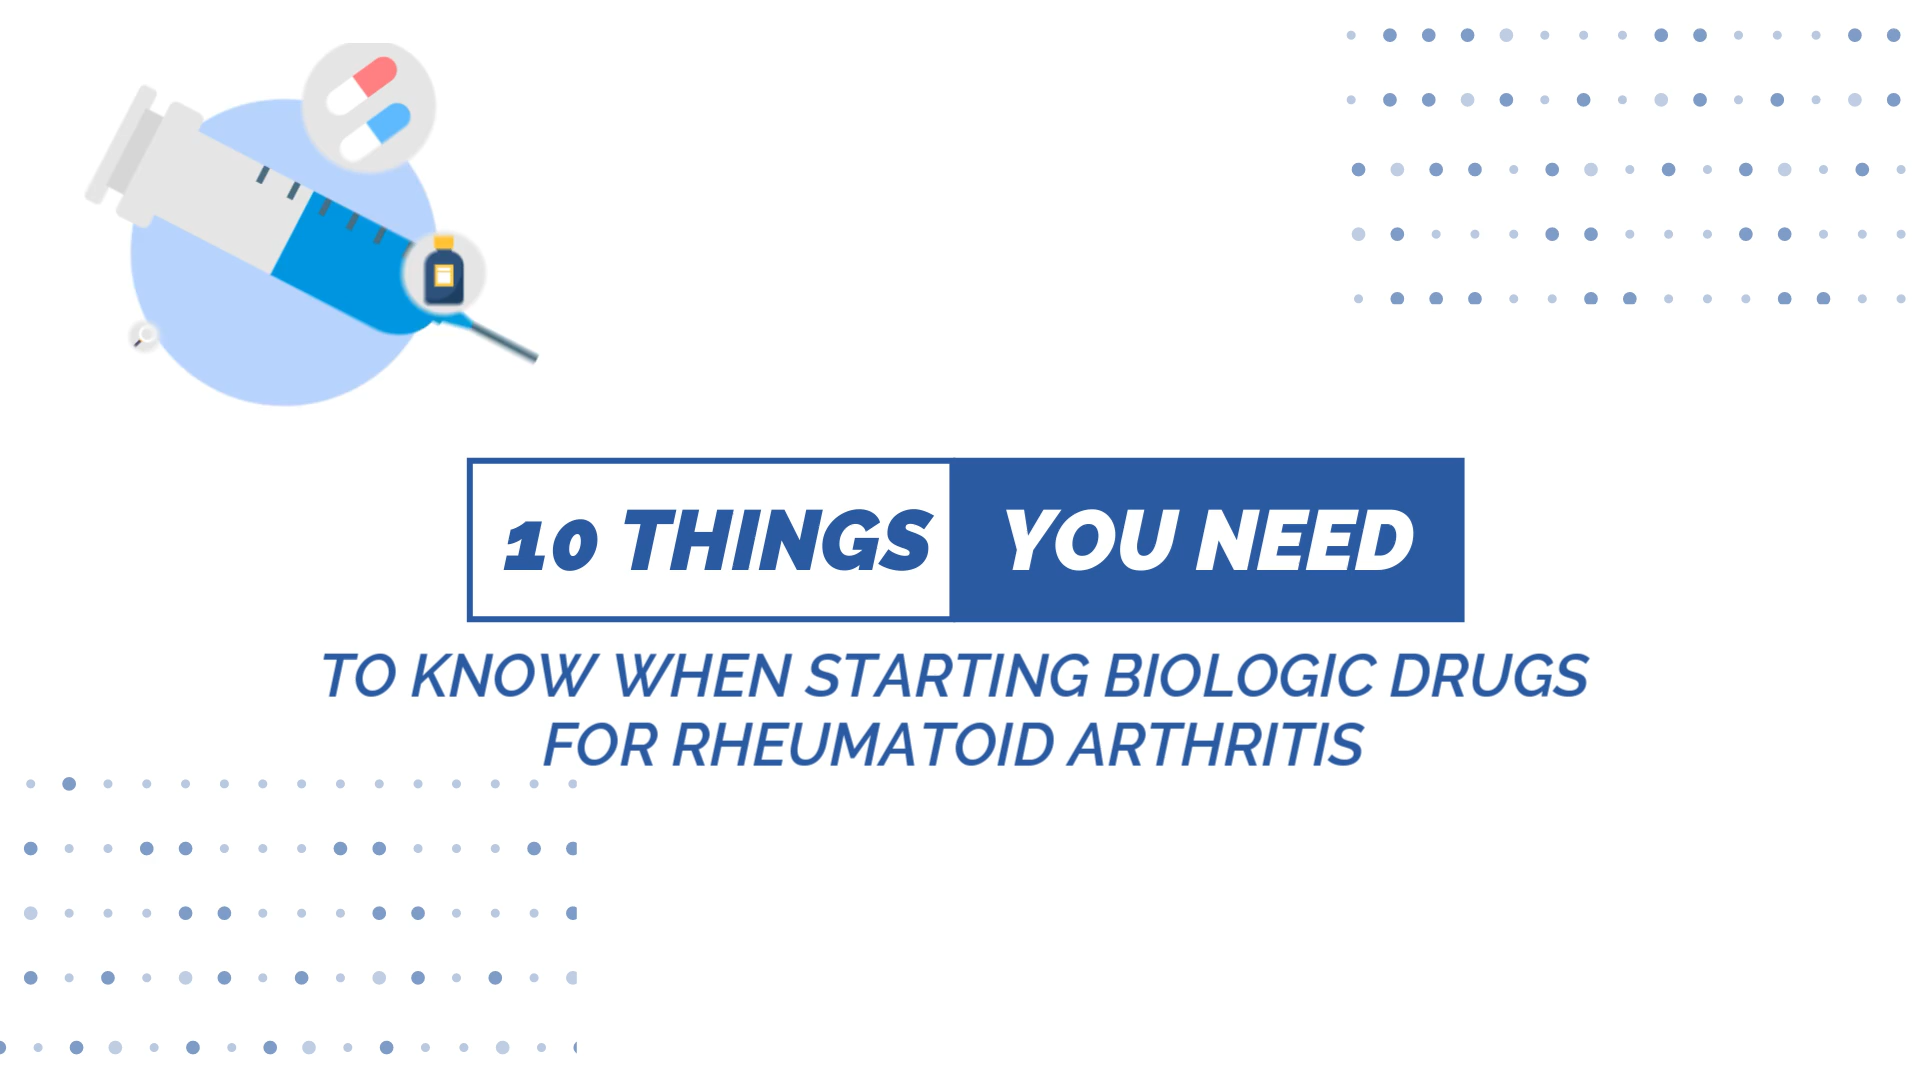 10 THINGS YOU NEED
TO KNOW WHEN STARTING BIOLOGIC DRUGS
FOR RHEUMATOID ARTHRITIS